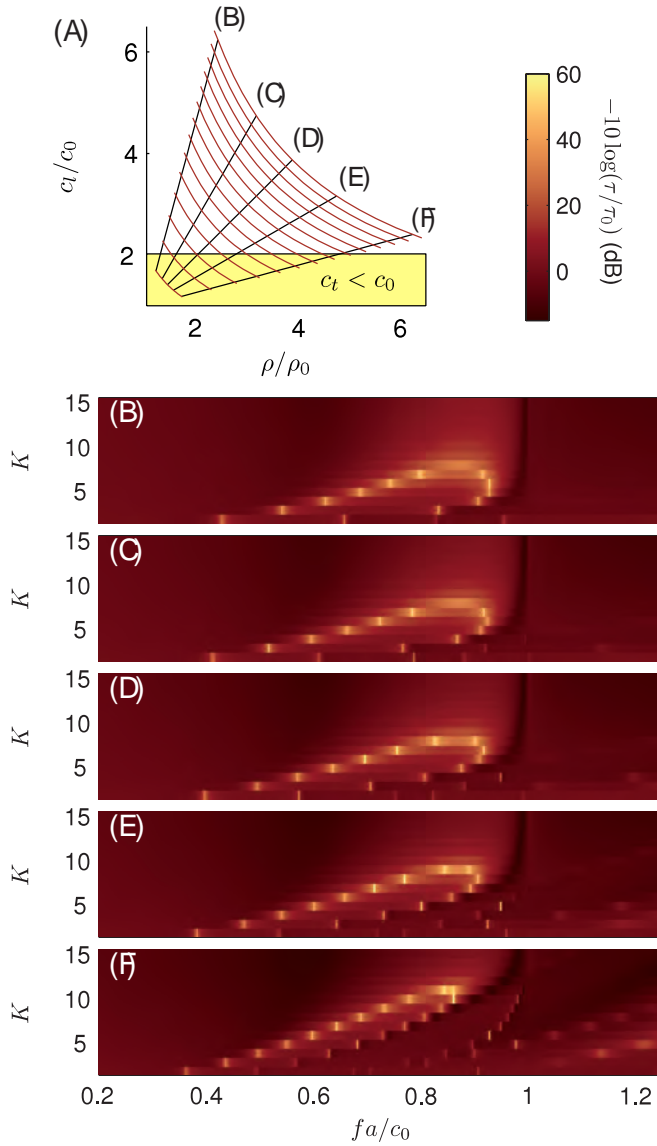 (A)
6
4
2
c_l/c_0
2
4
6
ρ/ρ_0
(B)
(C)
(D)
(E)
(F)
c_t < c_0
60
40
20
0
−10 log(τ/τ_0) (dB)
(B)
15
10
5
K
(C)
15
10
5
K
(D)
15
10
5
K
(E)
15
10
5
K
(F)
15
10
5
K
0.2
0.4
0.6
0.8
1
1.2
fa/c_0